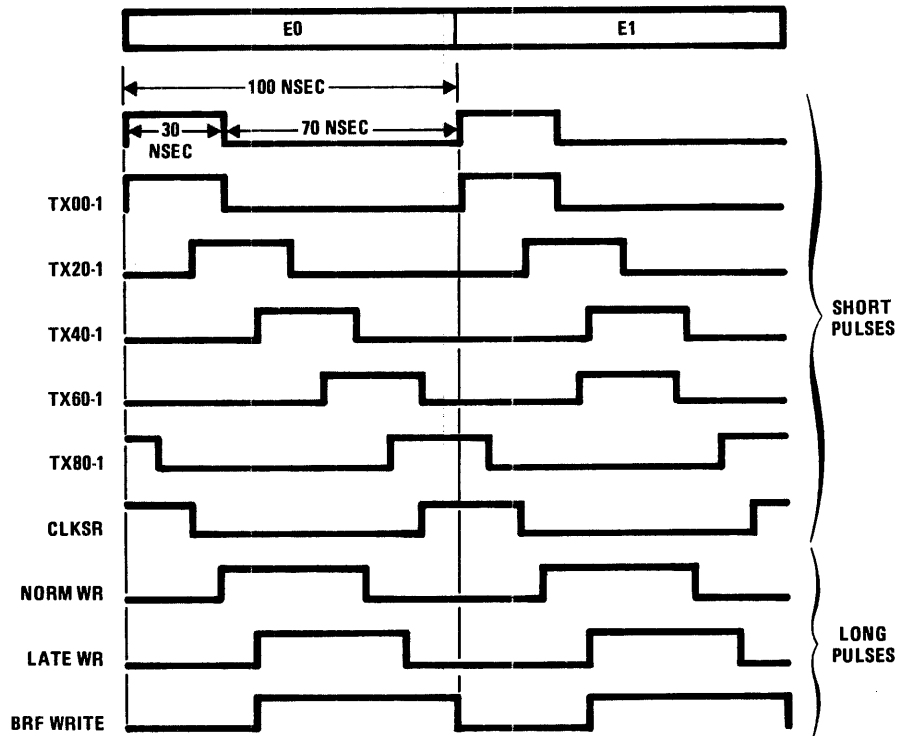 E0 E1
100 NSEC
30 NSEC
70 NSEC
TX00-1
TX20-1
TX40-1
TX60-1
TX80-1
CLKSR
SHORT
PULSES
NORM WR
LATE WR
BRF WRITE
LONG
PULSES